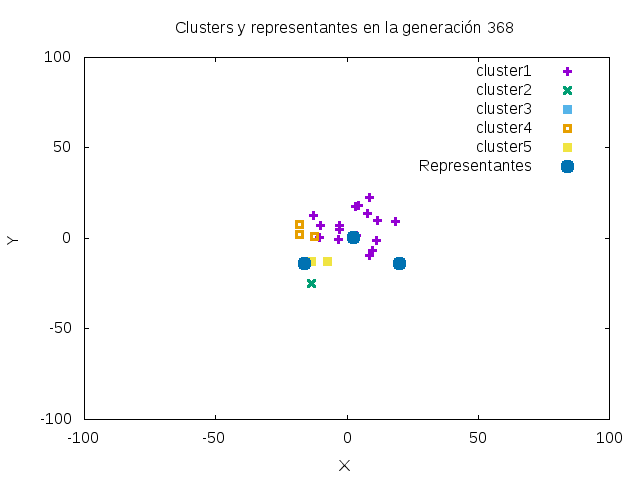 Clusters y representantes en la generación 368
100
50
0
-50
-100
-100
-50
0
50
100
Y
X
cluster1
cluster2
cluster3
cluster4
cluster5
Representantes